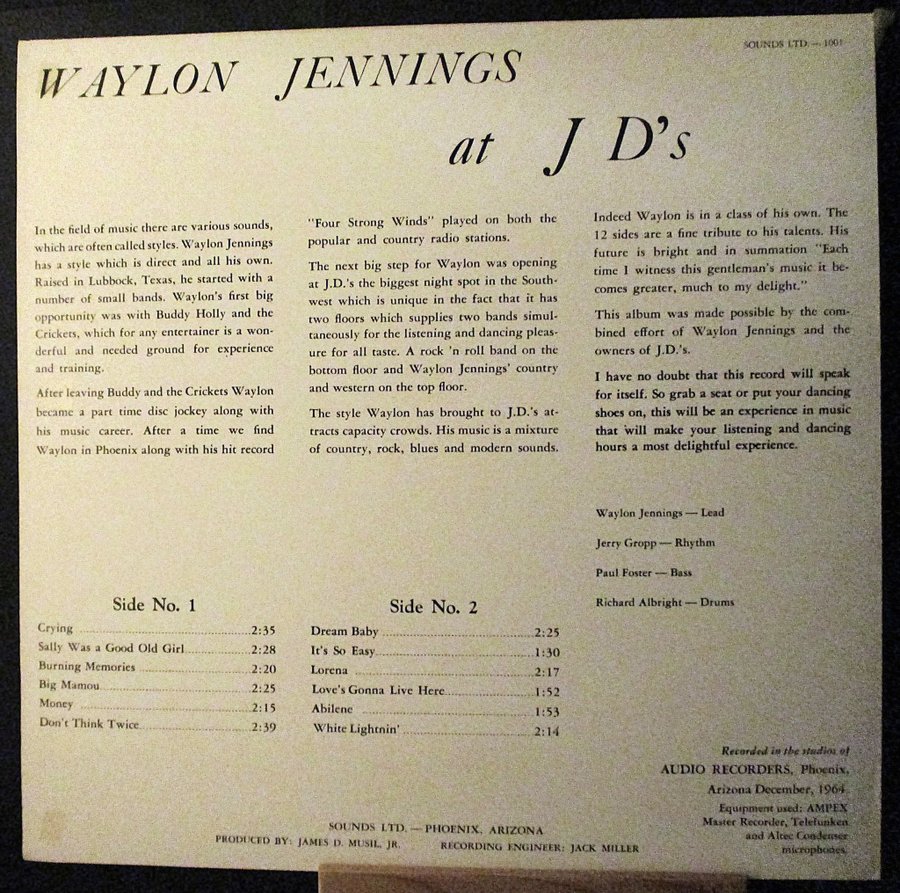 SOUNDS LTD. — 1001
WAYLON JENNINGS
at J D's
In the field of music there are various sounds,
which are often called styles. Waylon Jennings
has a style which is direct and all his own.
Raised in Lubbock, Texas, he started with a
number of small bands. Waylon's first big
opportunity was with Buddy Holly and the
Crickets, which for any entertainer is a won-
derful and needed ground for experience
and training.
After leaving Buddy and the Crickets Waylon
became a part time disc jockey along with
his music career. After a time we find
Waylon in Phoenix along with his hit record
"Four Strong Winds" played on both the
popular and country radio stations.
The next big step for Waylon was opening
at J.D.'s the biggest night spot in the South-
west which is unique in the fact that it has
two floors which supplies two bands simul-
taneously for the listening and dancing pleas-
ure for all taste. A rock 'n roll band on the
bottom floor and Waylon Jennings' country
and western on the top floor.
The style Waylon has brought to J.D.'s at-
tracts capacity crowds. His music is a mixture
of country, rock, blues and modern sounds.
Indeed Waylon is in a class of his own. The
12 sides are a fine tribute to his talents. His
future is bright and in summation "Each
time I witness this gentleman's music it be-
comes greater, much to my delight."
This album was made possible by the com-
bined effort of Waylon Jennings and the
owners of J.D.'s.
I have no doubt that this record will speak
for itself. So grab a seat or put your dancing
shoes on, this will be an experience in music
that will make your listening and dancing
hours a most delightful experience.
Waylon Jennings — Lead
Jerry Gropp — Rhythm
Paul Foster — Bass
Richard Albright — Drums
Side No. 1
Crying 2:35
Sally Was a Good Old Girl 2:28
Burning Memories 2:20
Big Mamou 2:25
Money 2:15
Don't Think Twice 2:39
Side No. 2
Dream Baby 2:25
It's So Easy 1:30
Lorena 2:17
Love's Gonna Live Here 1:52
Abilene 1:53
White Lightnin' 2:14
Recorded in the studios of
AUDIO RECORDERS, Phoenix,
Arizona December, 1964.
Equipment used: AMPEX
Master Recorder, Telefunken
and Altec Condenser
microphones.
SOUNDS LTD. — PHOENIX, ARIZONA
PRODUCED BY: JAMES D. MUSIL, JR. RECORDING ENGINEER: JACK MILLER